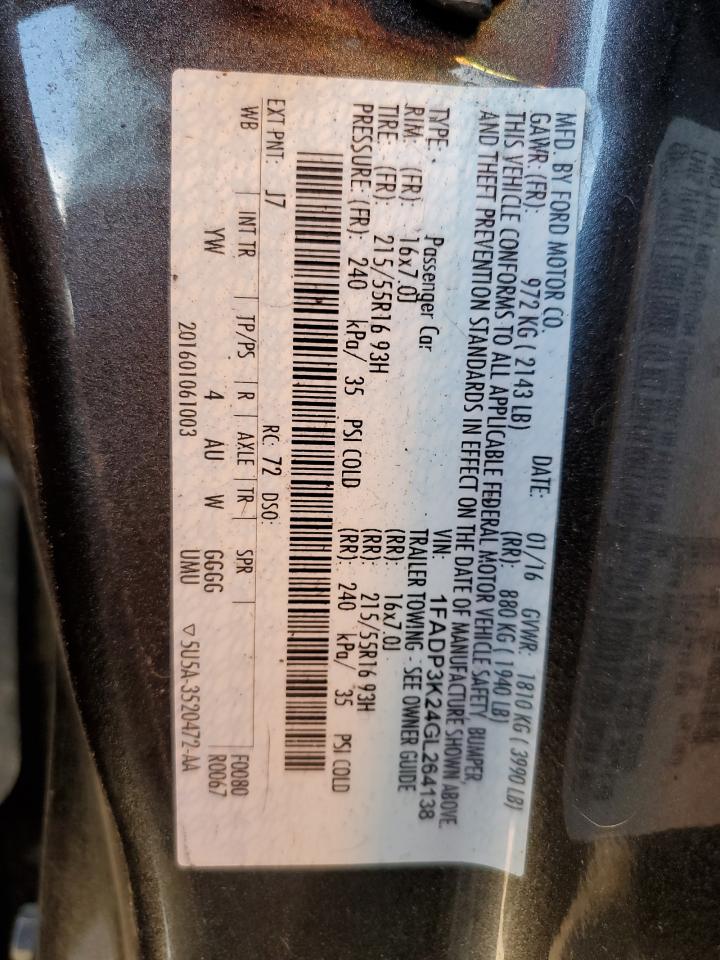 MFD. BY FORD MOTOR CO. DATE: 01/16 GVWR: 1810 KG ( 3990 LB)
GAWR: (FR): 972 KG ( 2143 LB) (RR): 880 KG ( 1940 LB)
THIS VEHICLE CONFORMS TO ALL APPLICABLE FEDERAL MOTOR VEHICLE SAFETY, BUMPER,
AND THEFT PREVENTION STANDARDS IN EFFECT ON THE DATE OF MANUFACTURE SHOWN ABOVE.
VIN: 1FADP3K24GL264138
TYPE: Passenger Car TRAILER TOWING - SEE OWNER GUIDE
RIM: (FR): 16x7.0J (RR): 16x7.0J
TIRE: (FR): 215/55R16 93H (RR): 215/55R16 93H
PRESSURE: (FR): 240 kPa/ 35 PSI COLD (RR): 240 kPa/ 35 PSI COLD
EXT PNT: J7 RC: 72 DSO:
WB INT TR TP/PS R AXLE TR SPR F0080
YW 4 AU W GGGG R0067
201601061003 UMU ▽ 5U5A-3520472-AA